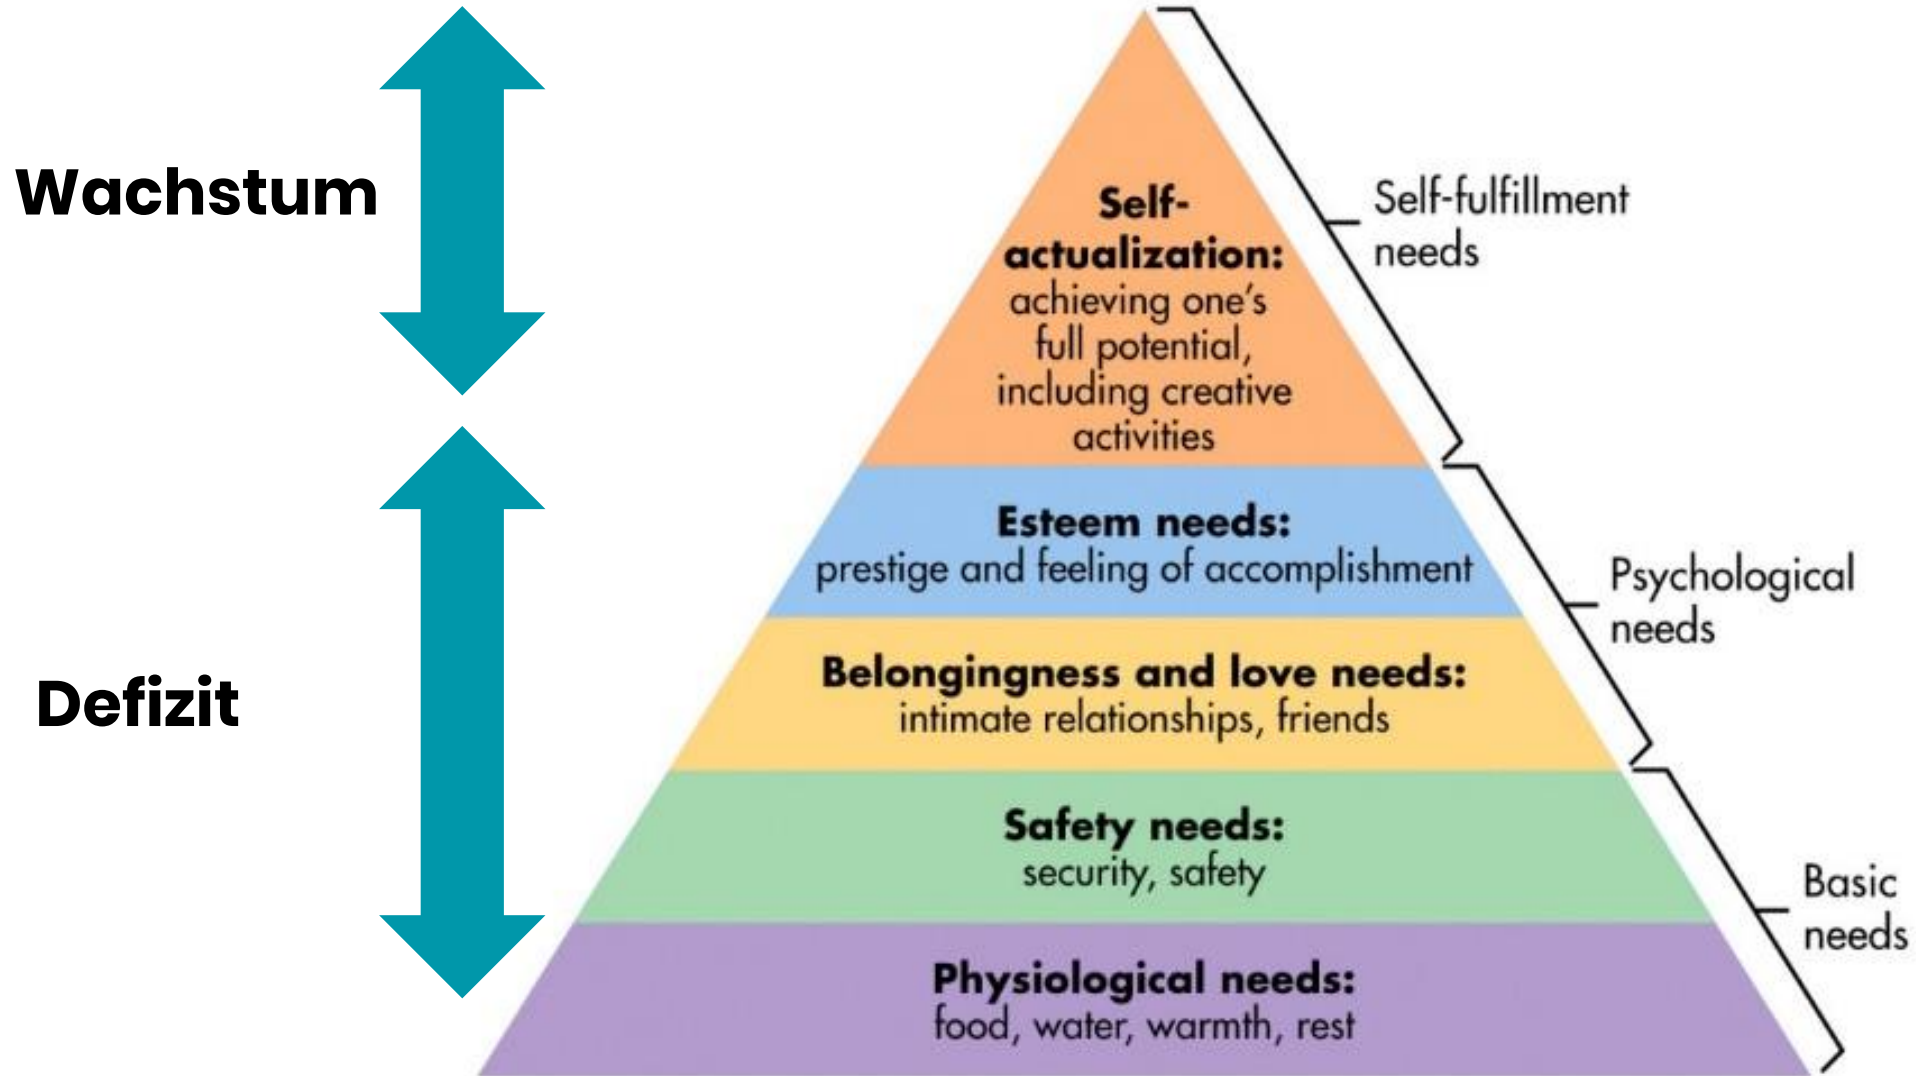 Wachstum
Defizit
Self-
actualization:
achieving one's
full potential,
including creative
activities
Esteem needs:
prestige and feeling of accomplishment
Belongingness and love needs:
intimate relationships, friends
Safety needs:
security, safety
Physiological needs:
food, water, warmth, rest
Self-fulfillment
needs
Psychological
needs
Basic
needs